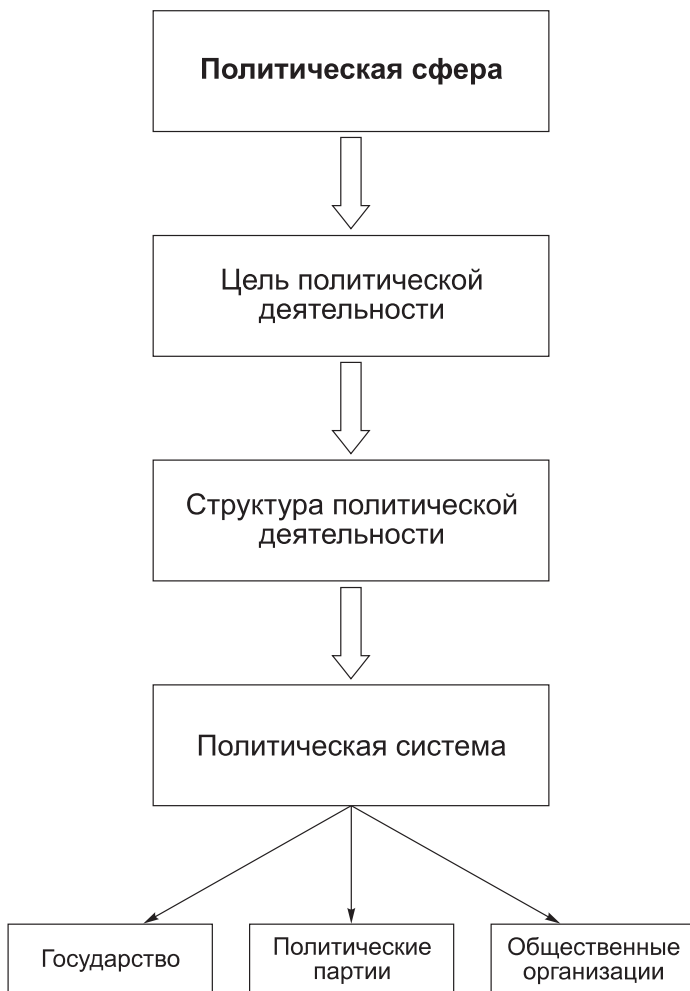 Политическая сфера
Цель политической
деятельности
Структура политической
деятельности
Политическая система
Государство
Политические
партии
Общественные
организации